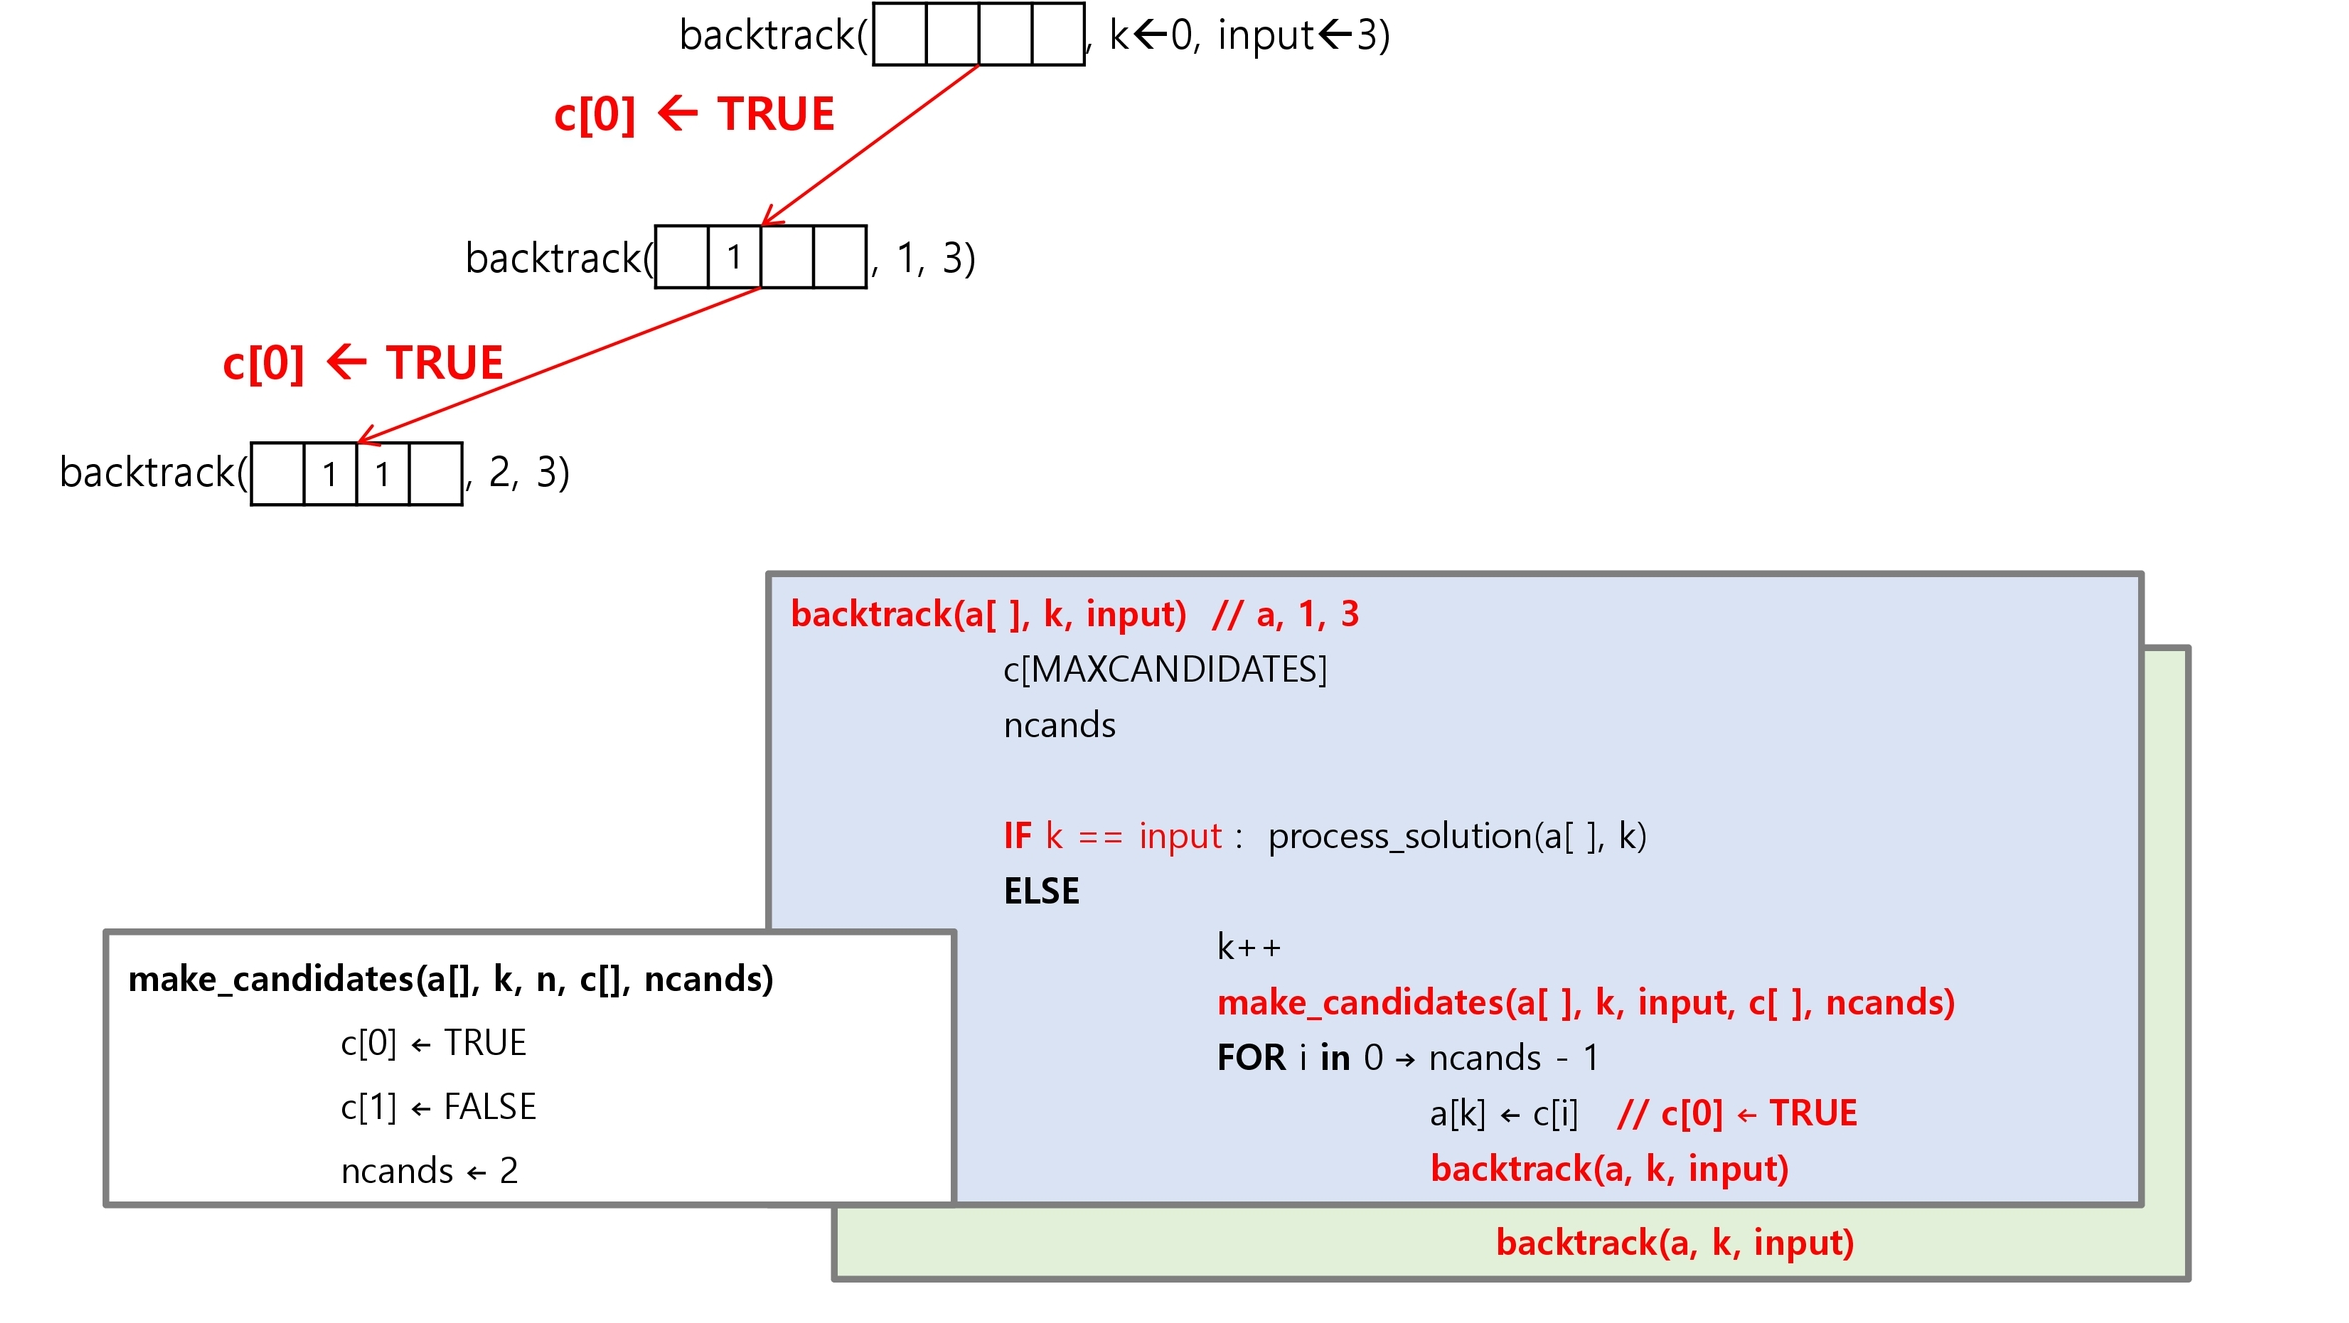 backtrack( , k←0, input←3)
c[0] ← TRUE
backtrack( 1 , 1, 3)
c[0] ← TRUE
backtrack( 1 1 , 2, 3)
backtrack(a[ ], k, input) // a, 1, 3
c[MAXCANDIDATES]
ncands
IF k == input : process_solution(a[ ], k)
ELSE
k++
make_candidates(a[ ], k, input, c[ ], ncands)
FOR i in 0 → ncands - 1
a[k] ← c[i] // c[0] ← TRUE
backtrack(a, k, input)
backtrack(a, k, input)
make_candidates(a[], k, n, c[], ncands)
c[0] ← TRUE
c[1] ← FALSE
ncands ← 2